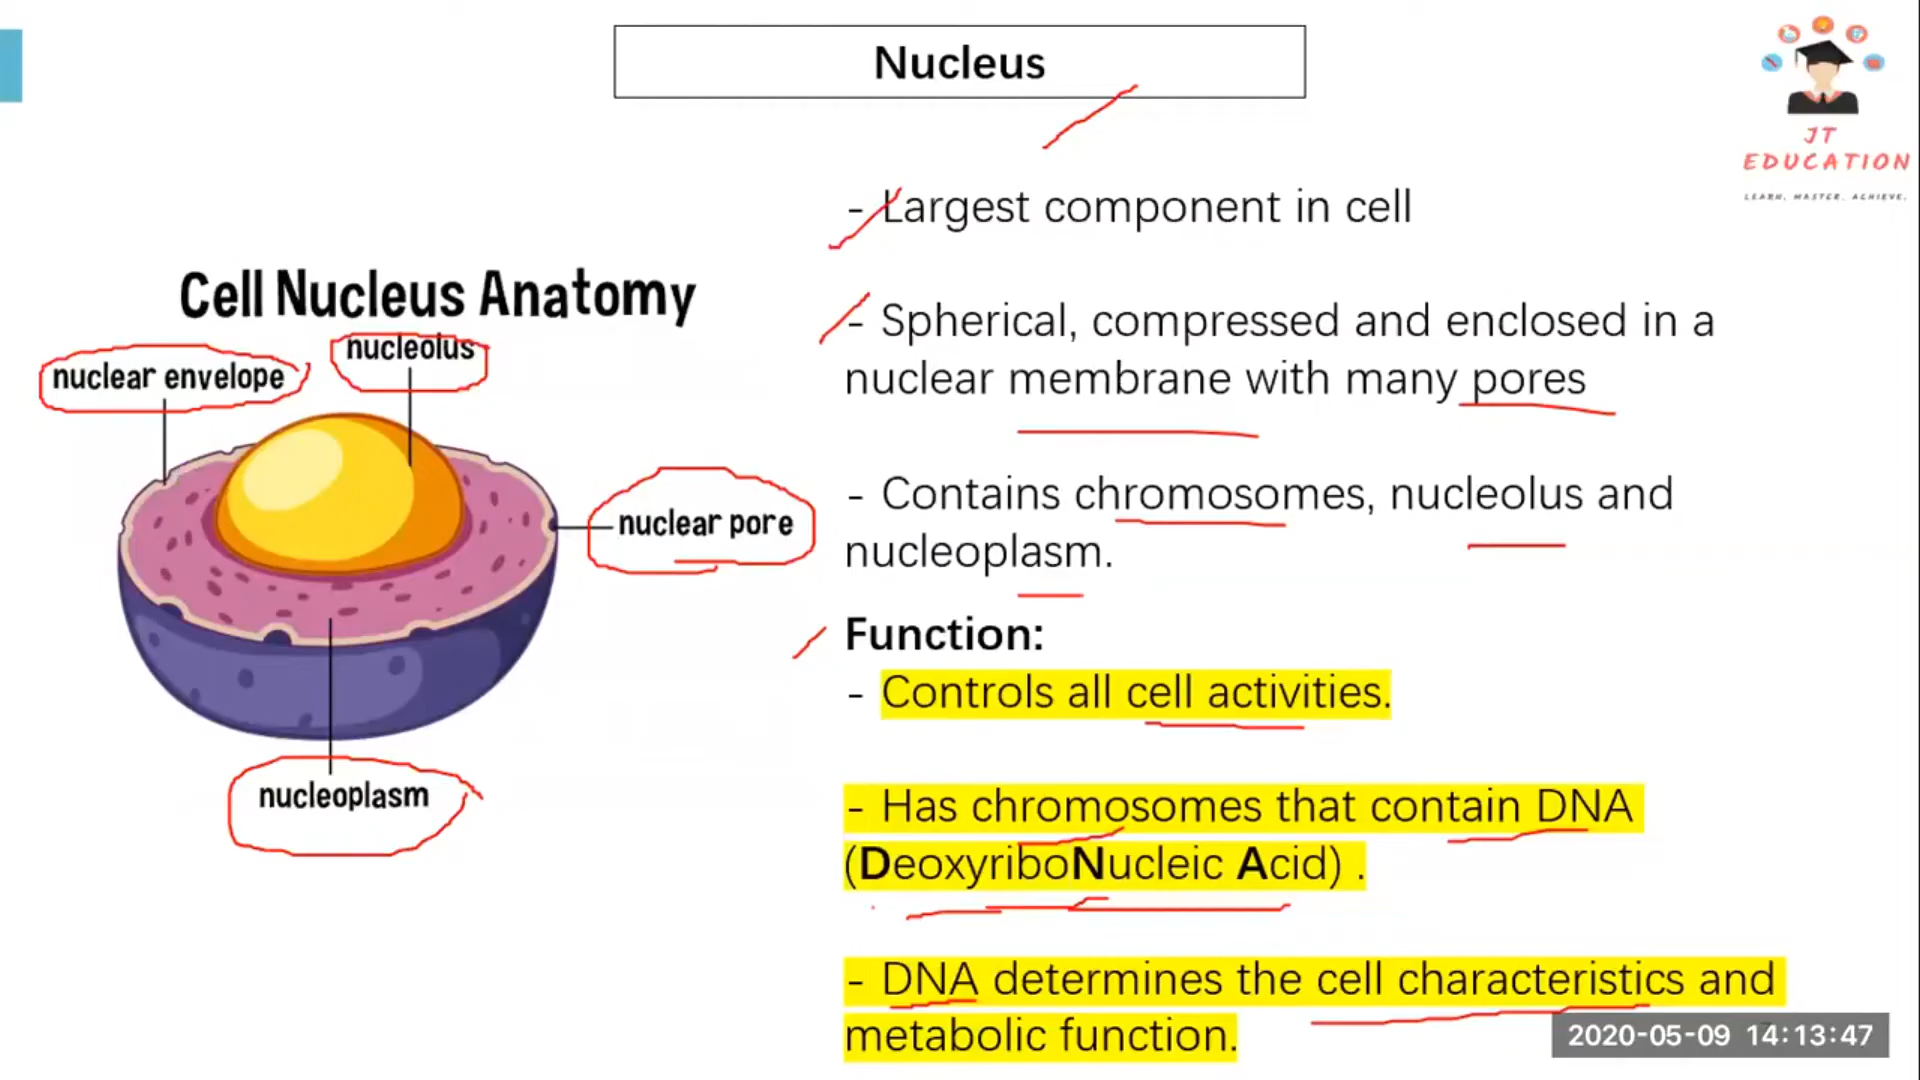 Nucleus
JT
EDUCATION
LEARN. MASTER. ACHIEVE.
Cell Nucleus Anatomy
nuclear envelope
nucleolus
nuclear pore
nucleoplasm
- Largest component in cell
- Spherical, compressed and enclosed in a
nuclear membrane with many pores
- Contains chromosomes, nucleolus and
nucleoplasm.
Function:
- Controls all cell activities.
- Has chromosomes that contain DNA
(DeoxyriboNucleic Acid) .
- DNA determines the cell characteristics and
metabolic function.
2020-05-09 14:13:47